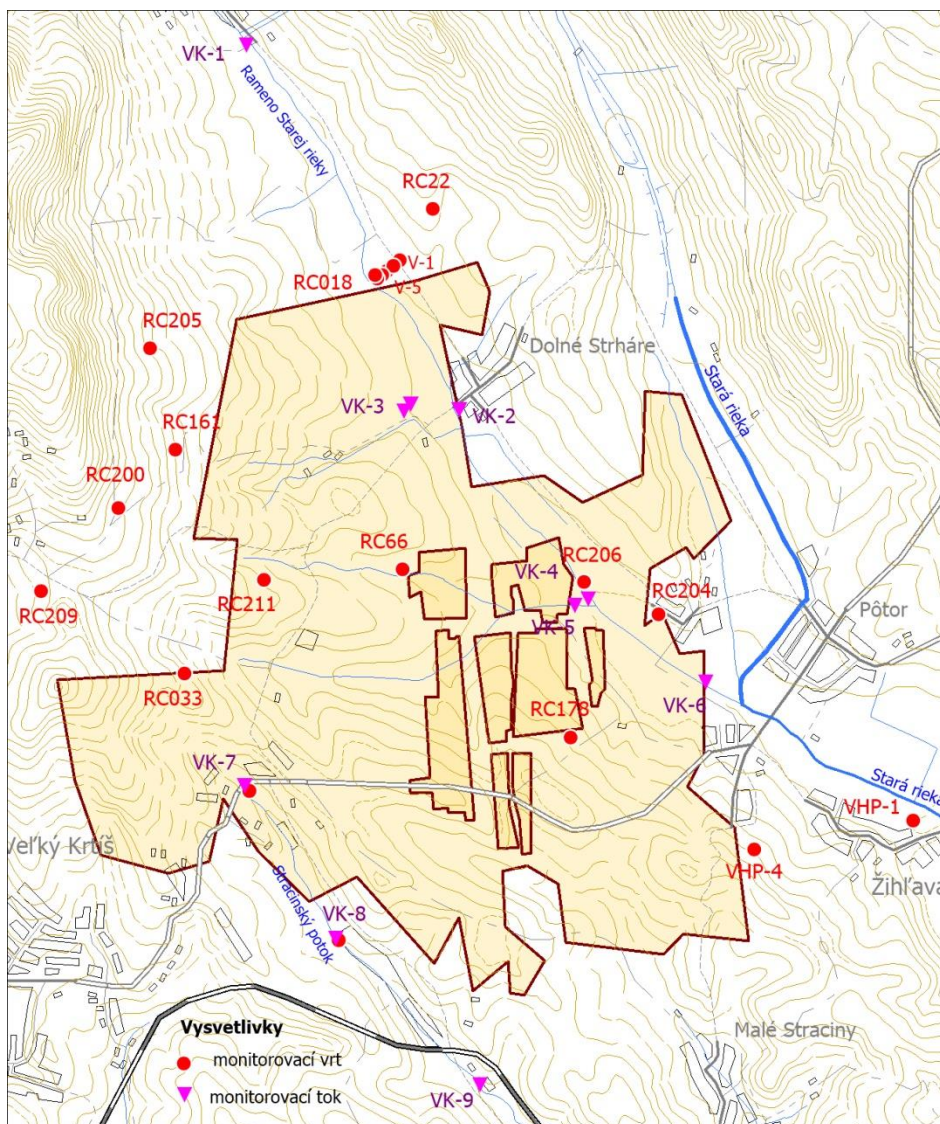 VK-1
Rameno Starej rieky
RC22
V-1
RC018
V-5
RC205
Dolné Strháre
Stará rieka
VK-3
VK-2
RC161
RC200
RC66
VK-4
RC206
RC209
RC211
RC204
VK-5
Pôtor
RC033
VK-6
RC178
VK-7
Stará rieka
VHP-1
Veľký Krtíš
VHP-4
Žihľava
Stracinský potok
VK-8
Vysvetlivky
Malé Straciny
monitorovací vrt
monitorovací tok
VK-9